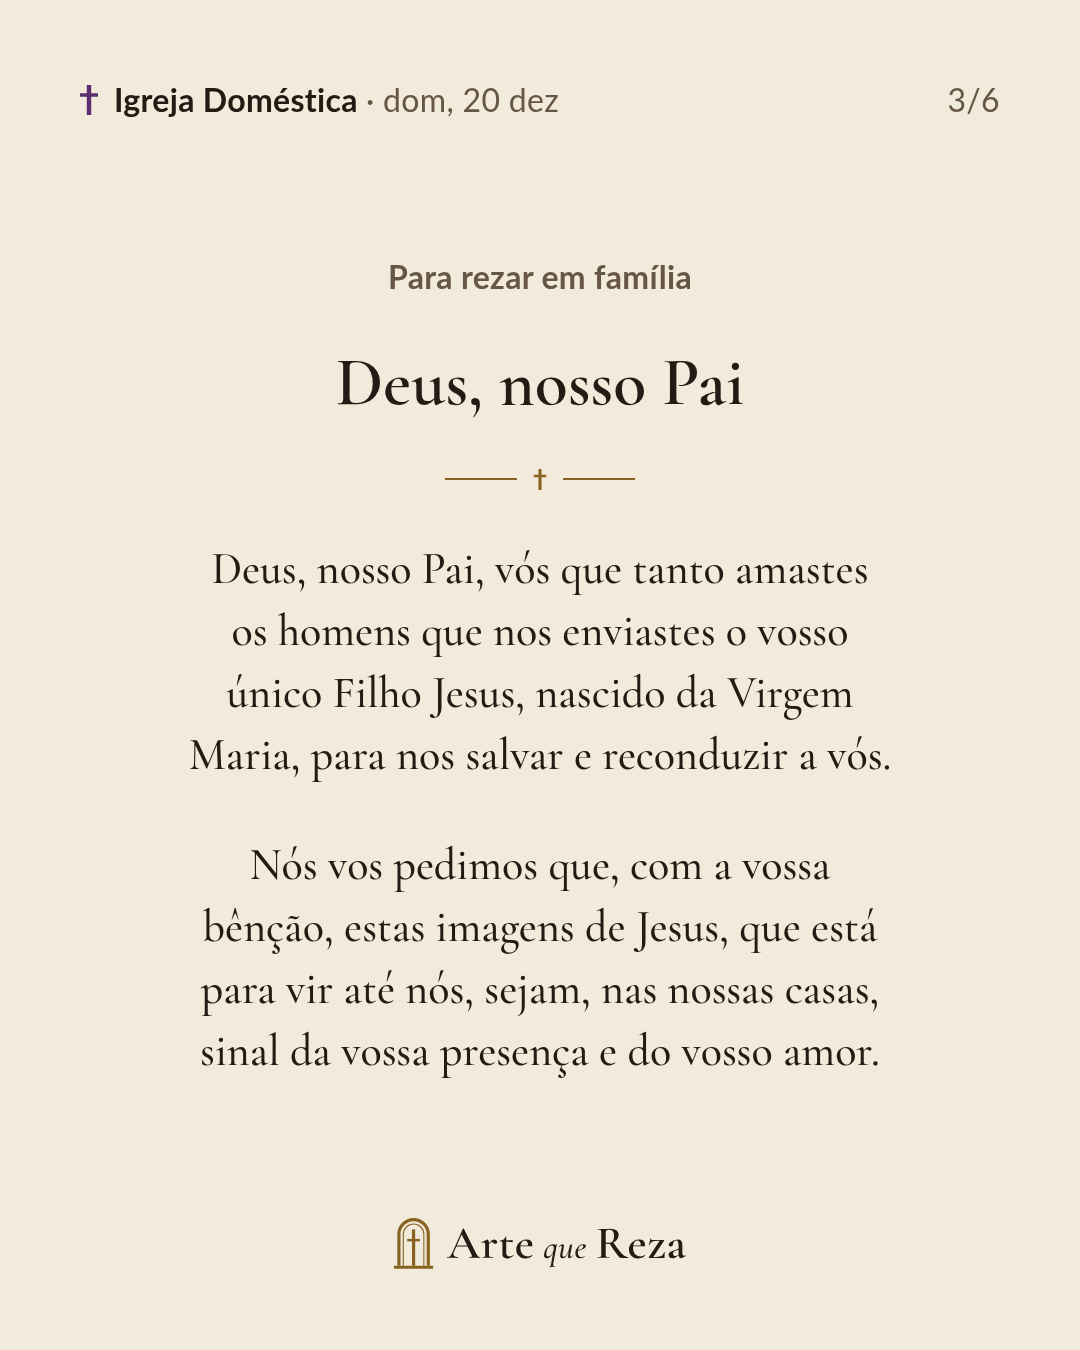 † Igreja Doméstica · dom, 20 dez
3/6
Para rezar em família
Deus, nosso Pai
†
Deus, nosso Pai, vós que tanto amastes
os homens que nos enviastes o vosso
único Filho Jesus, nascido da Virgem
Maria, para nos salvar e reconduzir a vós.
Nós vos pedimos que, com a vossa
bênção, estas imagens de Jesus, que está
para vir até nós, sejam, nas nossas casas,
sinal da vossa presença e do vosso amor.
Arte que Reza